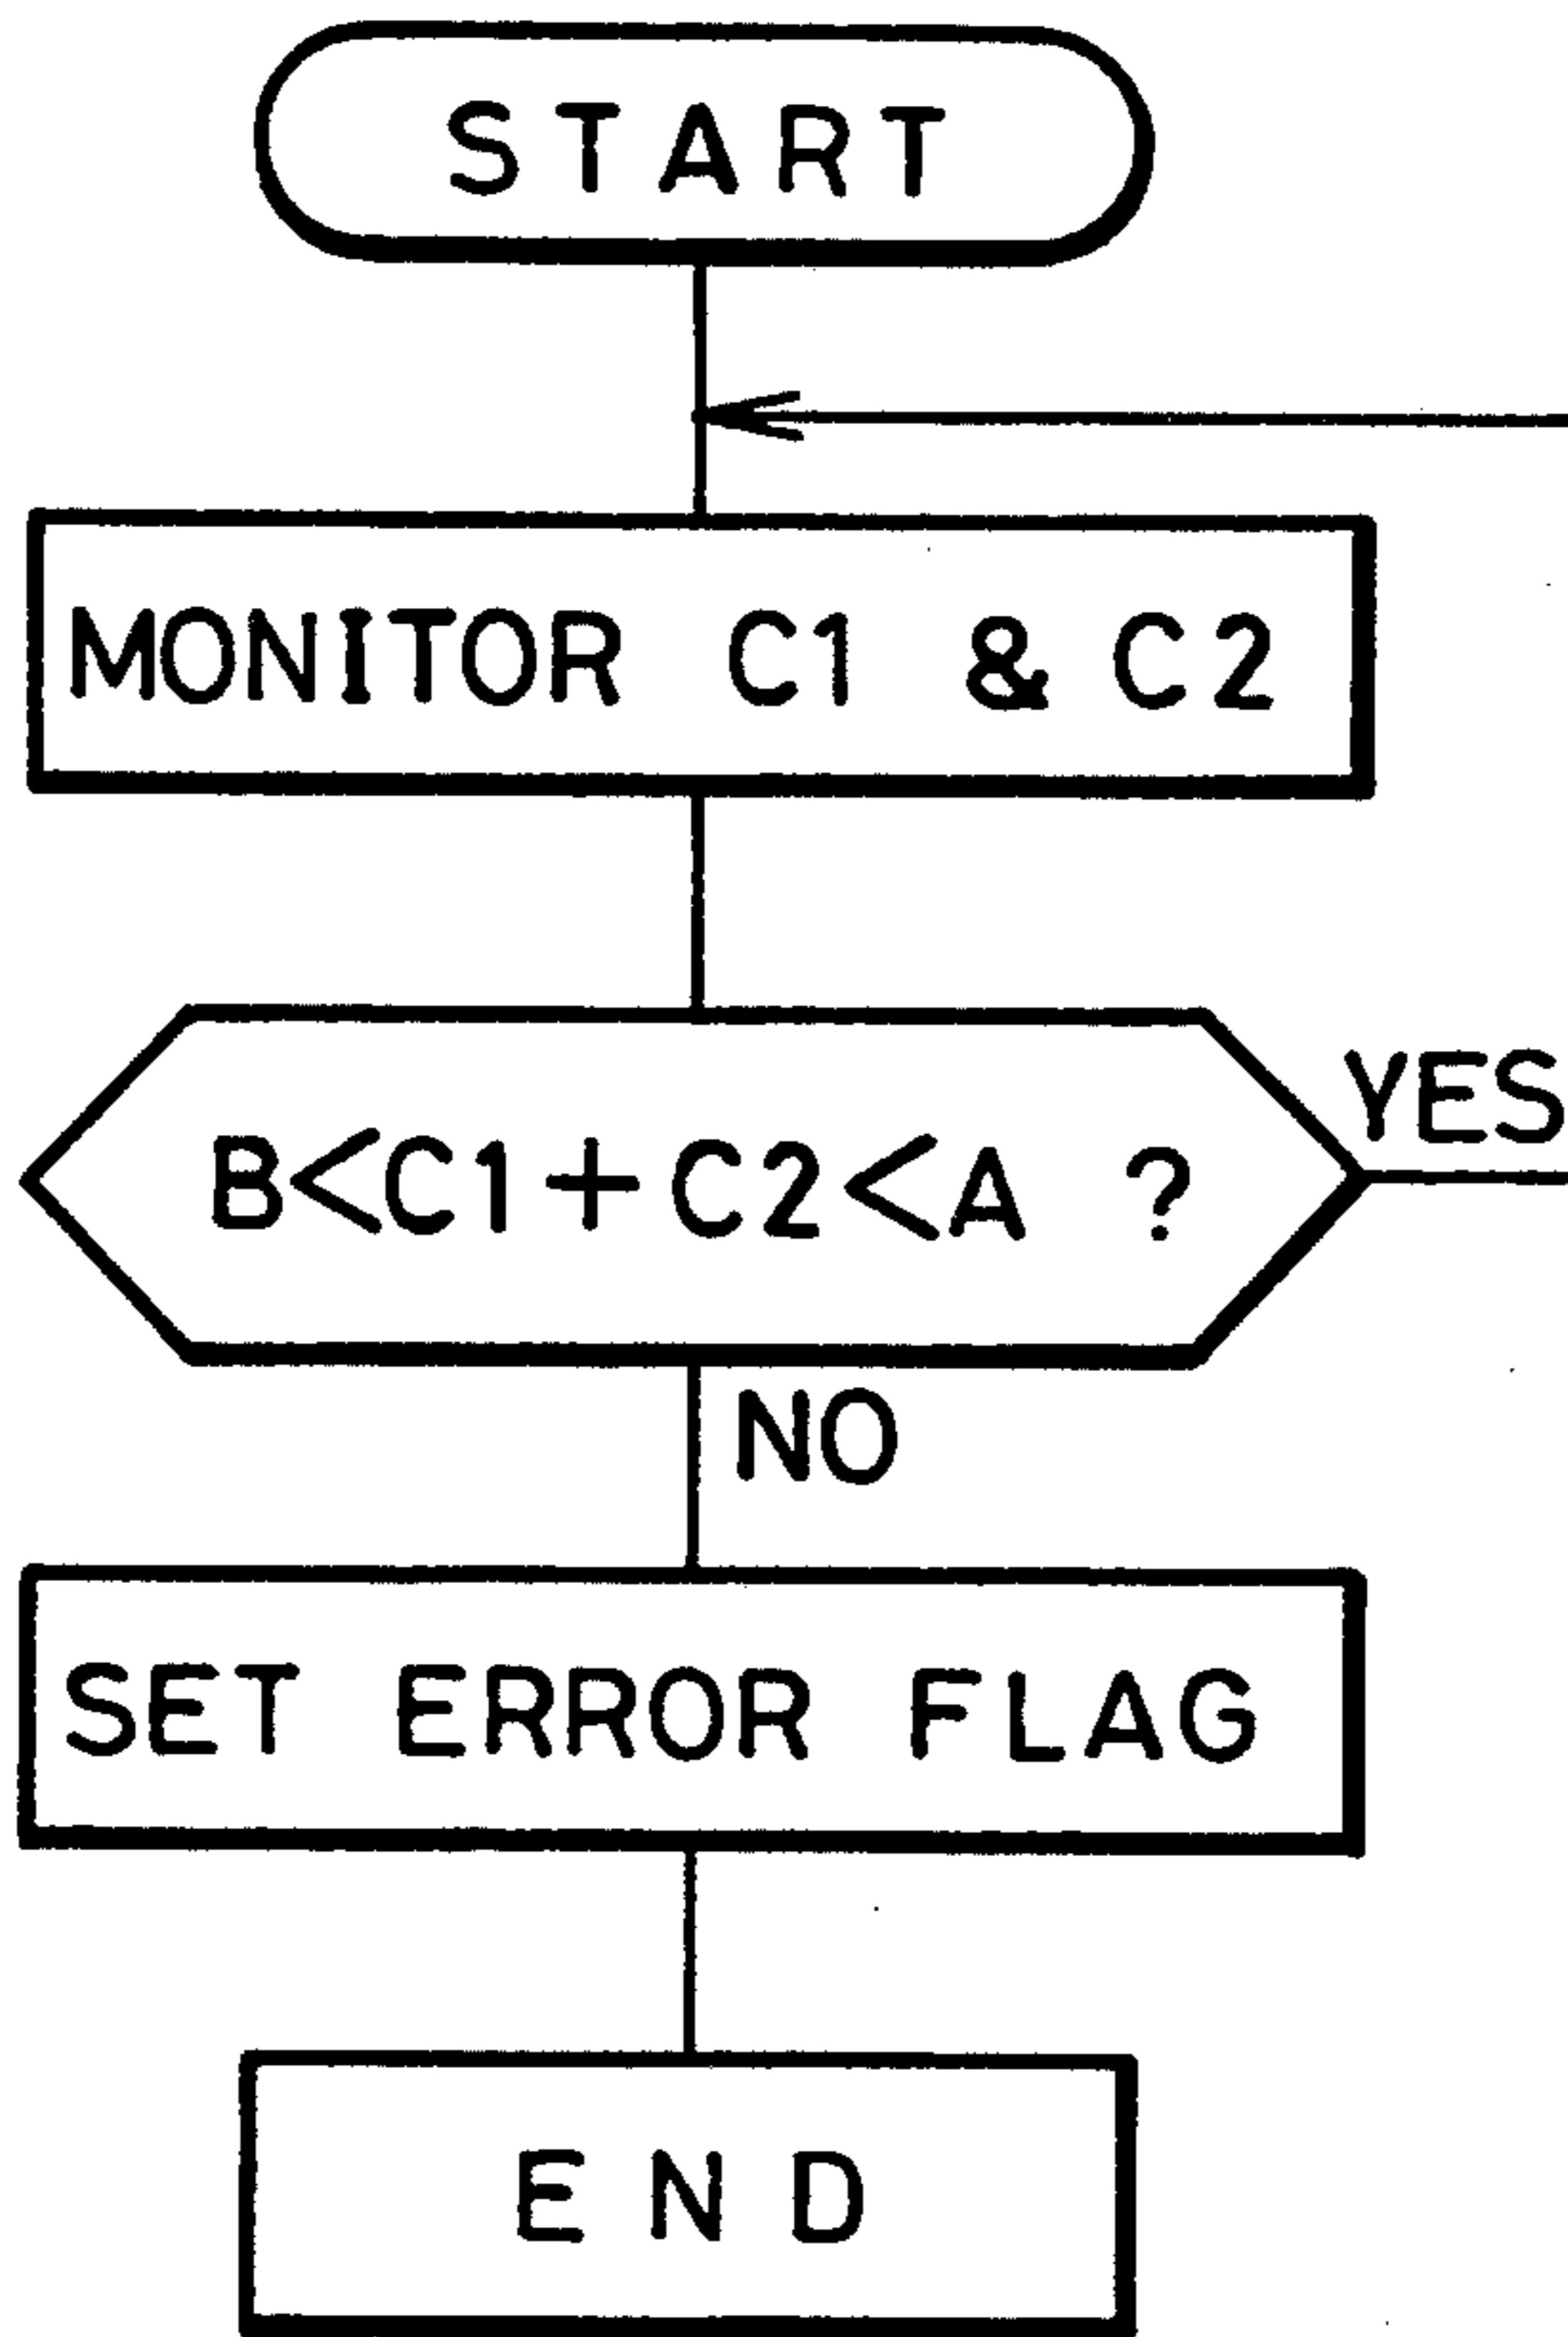 START
MONITOR C1 & C2
B<C1+C2<A ?
YES
NO
SET ERROR FLAG
END